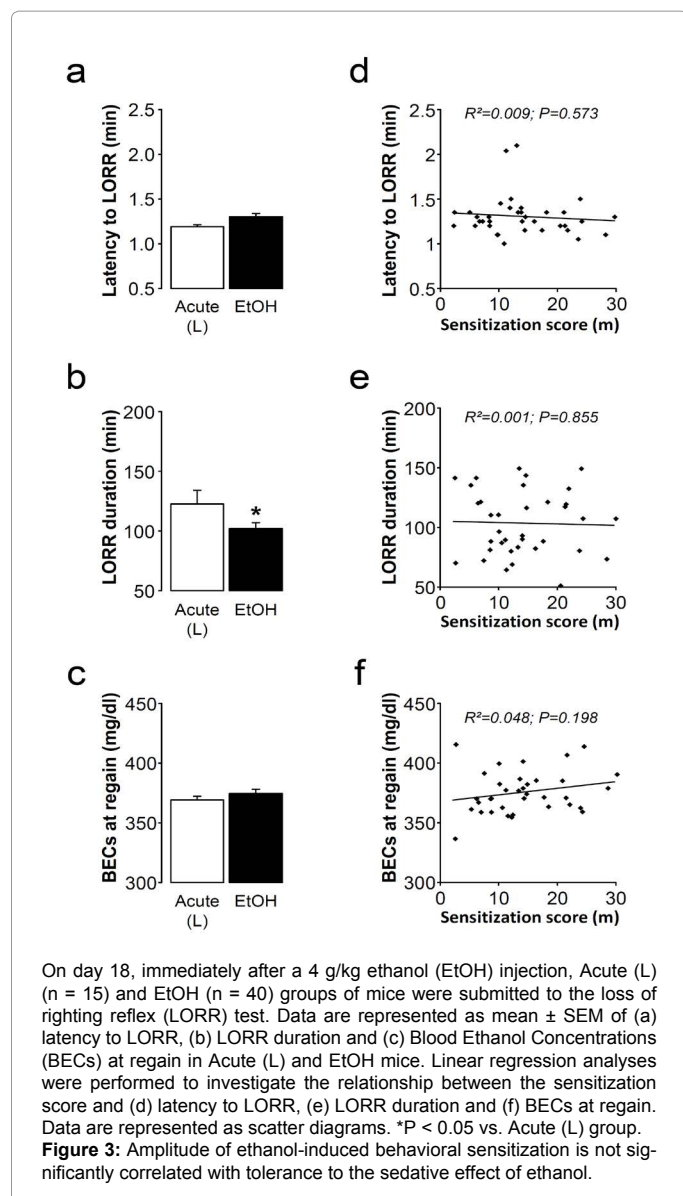 a
Latency to LORR (min)
2.5
2.0
1.5
1
0.5
Acute
(L)
EtOH
d
Latency to LORR (min)
2.5
2
1.5
1
0.5
R²=0.009; P=0.573
0 10 20 30
Sensitization score (m)
b
LORR duration (min)
200
150
100
50
*
Acute
(L)
EtOH
e
LORR duration (min)
200
150
100
50
R²=0.001; P=0.855
0 10 20 30
Sensitization score (m)
c
BECs at regain (mg/dl)
450
400
350
300
Acute
(L)
EtOH
f
BECs at regain (mg/dl)
450
400
350
300
R²=0.048; P=0.198
0 10 20 30
Sensitization score (m)
On day 18, immediately after a 4 g/kg ethanol (EtOH) injection, Acute (L)
(n = 15) and EtOH (n = 40) groups of mice were submitted to the loss of
righting reflex (LORR) test. Data are represented as mean ± SEM of (a)
latency to LORR, (b) LORR duration and (c) Blood Ethanol Concentrations
(BECs) at regain in Acute (L) and EtOH mice. Linear regression analyses
were performed to investigate the relationship between the sensitization
score and (d) latency to LORR, (e) LORR duration and (f) BECs at regain.
Data are represented as scatter diagrams. *P < 0.05 vs. Acute (L) group.
Figure 3: Amplitude of ethanol-induced behavioral sensitization is not sig-
nificantly correlated with tolerance to the sedative effect of ethanol.